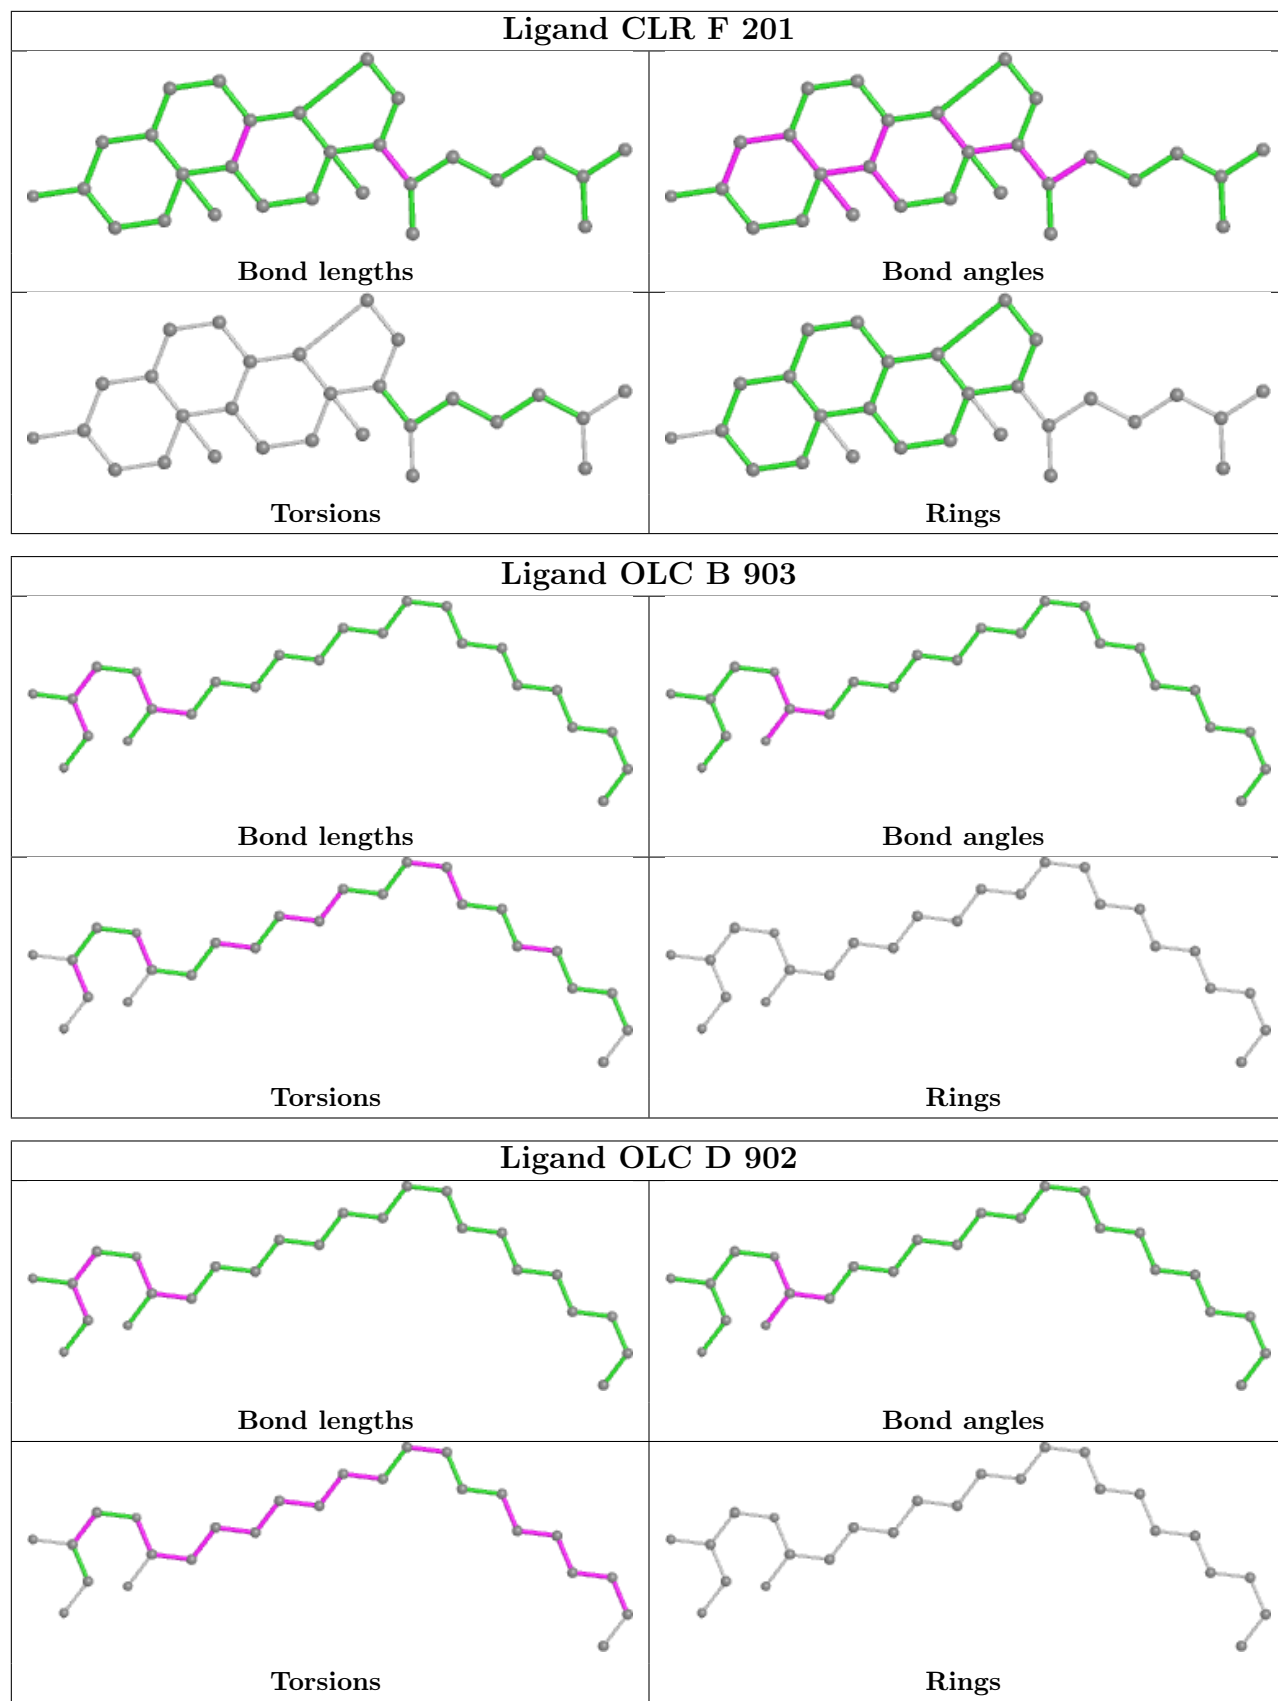 Ligand CLR F 201
Bond lengths
Bond angles
Torsions
Rings
Ligand OLC B 903
Bond lengths
Bond angles
Torsions
Rings
Ligand OLC D 902
Bond lengths
Bond angles
Torsions
Rings